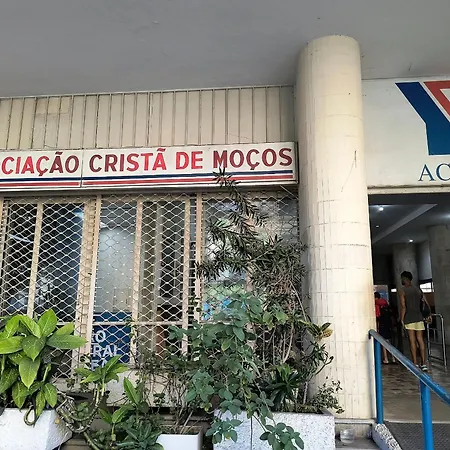 CIAÇÃO CRISTÃ DE MOÇOS
AC